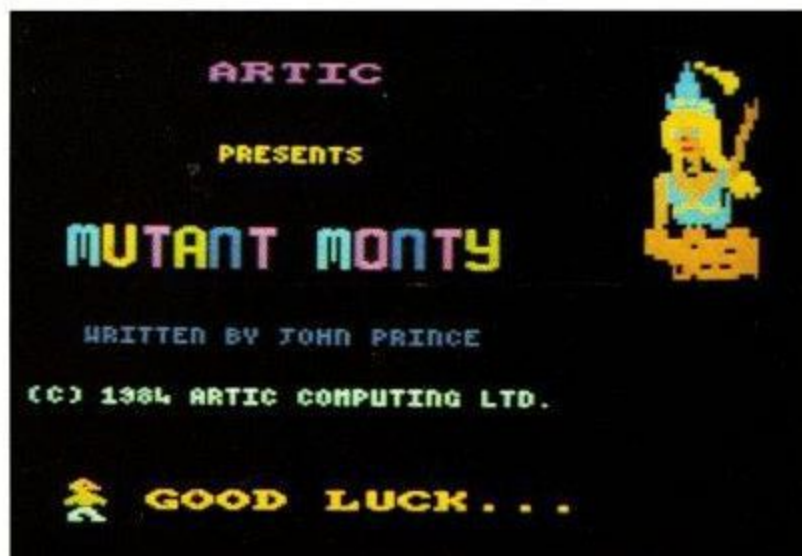 ARTIC
PRESENTS
MUTANT MONTY
WRITTEN BY JOHN PRINCE
(C) 1984 ARTIC COMPUTING LTD.
GOOD LUCK...